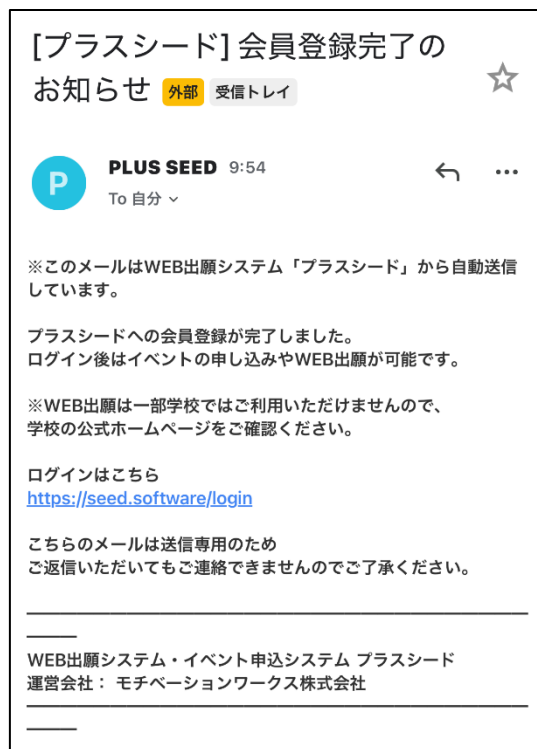 [プラスシード] 会員登録完了の
お知らせ 外部 受信トレイ
P
PLUS SEED 9:54
To 自分
※このメールはWEB出願システム「プラスシード」から自動送信
しています。
プラスシードへの会員登録が完了しました。
ログイン後はイベントの申し込みやWEB出願が可能です。
※WEB出願は一部学校ではご利用いただけませんので、
学校の公式ホームページをご確認ください。
ログインはこちら
https://seed.software/login
こちらのメールは送信専用のため
ご返信いただいてもご連絡できませんのでご了承ください。
WEB出願システム・イベント申込システム プラスシード
運営会社： モチベーションワークス株式会社